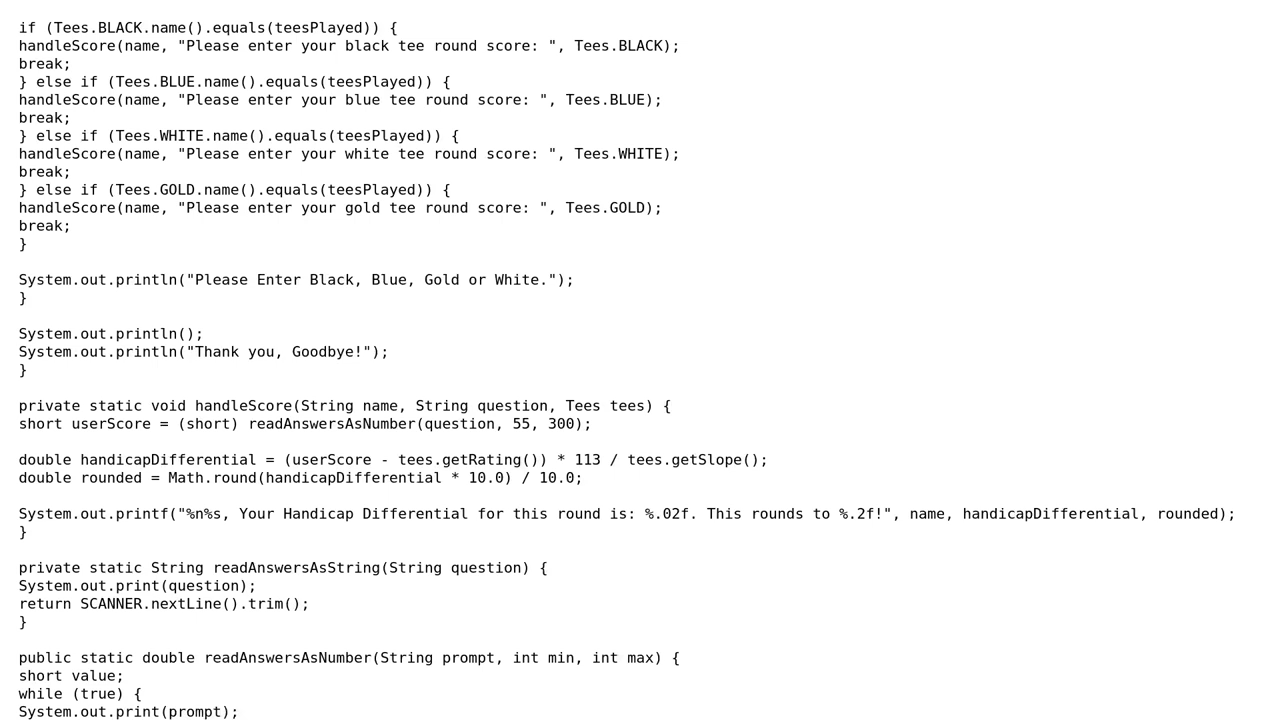 if (Tees.BLACK.name().equals(teesPlayed)) {
handleScore(name, "Please enter your black tee round score: ", Tees.BLACK);
break;
} else if (Tees.BLUE.name().equals(teesPlayed)) {
handleScore(name, "Please enter your blue tee round score: ", Tees.BLUE);
break;
} else if (Tees.WHITE.name().equals(teesPlayed)) {
handleScore(name, "Please enter your white tee round score: ", Tees.WHITE);
break;
} else if (Tees.GOLD.name().equals(teesPlayed)) {
handleScore(name, "Please enter your gold tee round score: ", Tees.GOLD);
break;
}

System.out.println("Please Enter Black, Blue, Gold or White.");
}

System.out.println();
System.out.println("Thank you, Goodbye!");
}

private static void handleScore(String name, String question, Tees tees) {
short userScore = (short) readAnswersAsNumber(question, 55, 300);

double handicapDifferential = (userScore - tees.getRating()) * 113 / tees.getSlope();
double rounded = Math.round(handicapDifferential * 10.0) / 10.0;

System.out.printf("%n%s, Your Handicap Differential for this round is: %.02f. This rounds to %.2f!", name, handicapDifferential, rounded);
}

private static String readAnswersAsString(String question) {
System.out.print(question);
return SCANNER.nextLine().trim();
}

public static double readAnswersAsNumber(String prompt, int min, int max) {
short value;
while (true) {
System.out.print(prompt);